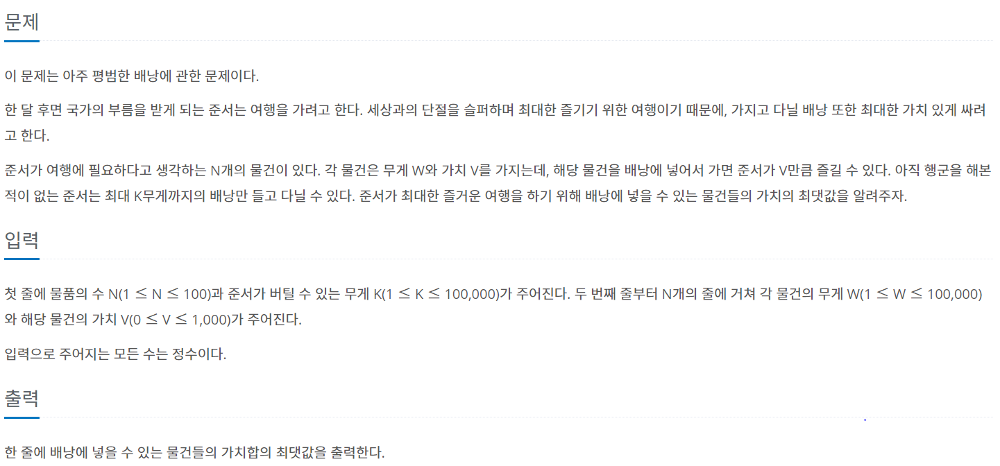 문제
이 문제는 아주 평범한 배낭에 관한 문제이다.
한 달 후면 국가의 부름을 받게 되는 준서는 여행을 가려고 한다. 세상과의 단절을 슬퍼하며 최대한 즐기기 위한 여행이기 때문에, 가지고 다닐 배낭 또한 최대한 가치 있게 싸려
고 한다.
준서가 여행에 필요하다고 생각하는 N개의 물건이 있다. 각 물건은 무게 W와 가치 V를 가지는데, 해당 물건을 배낭에 넣어서 가면 준서가 V만큼 즐길 수 있다. 아직 행군을 해본
적이 없는 준서는 최대 K무게까지의 배낭만 들고 다닐 수 있다. 준서가 최대한 즐거운 여행을 하기 위해 배낭에 넣을 수 있는 물건들의 가치의 최댓값을 알려주자.
입력
첫 줄에 물품의 수 N(1 ≤ N ≤ 100)과 준서가 버틸 수 있는 무게 K(1 ≤ K ≤ 100,000)가 주어진다. 두 번째 줄부터 N개의 줄에 거쳐 각 물건의 무게 W(1 ≤ W ≤ 100,000)
와 해당 물건의 가치 V(0 ≤ V ≤ 1,000)가 주어진다.
입력으로 주어지는 모든 수는 정수이다.
출력
한 줄에 배낭에 넣을 수 있는 물건들의 가치합의 최댓값을 출력한다.